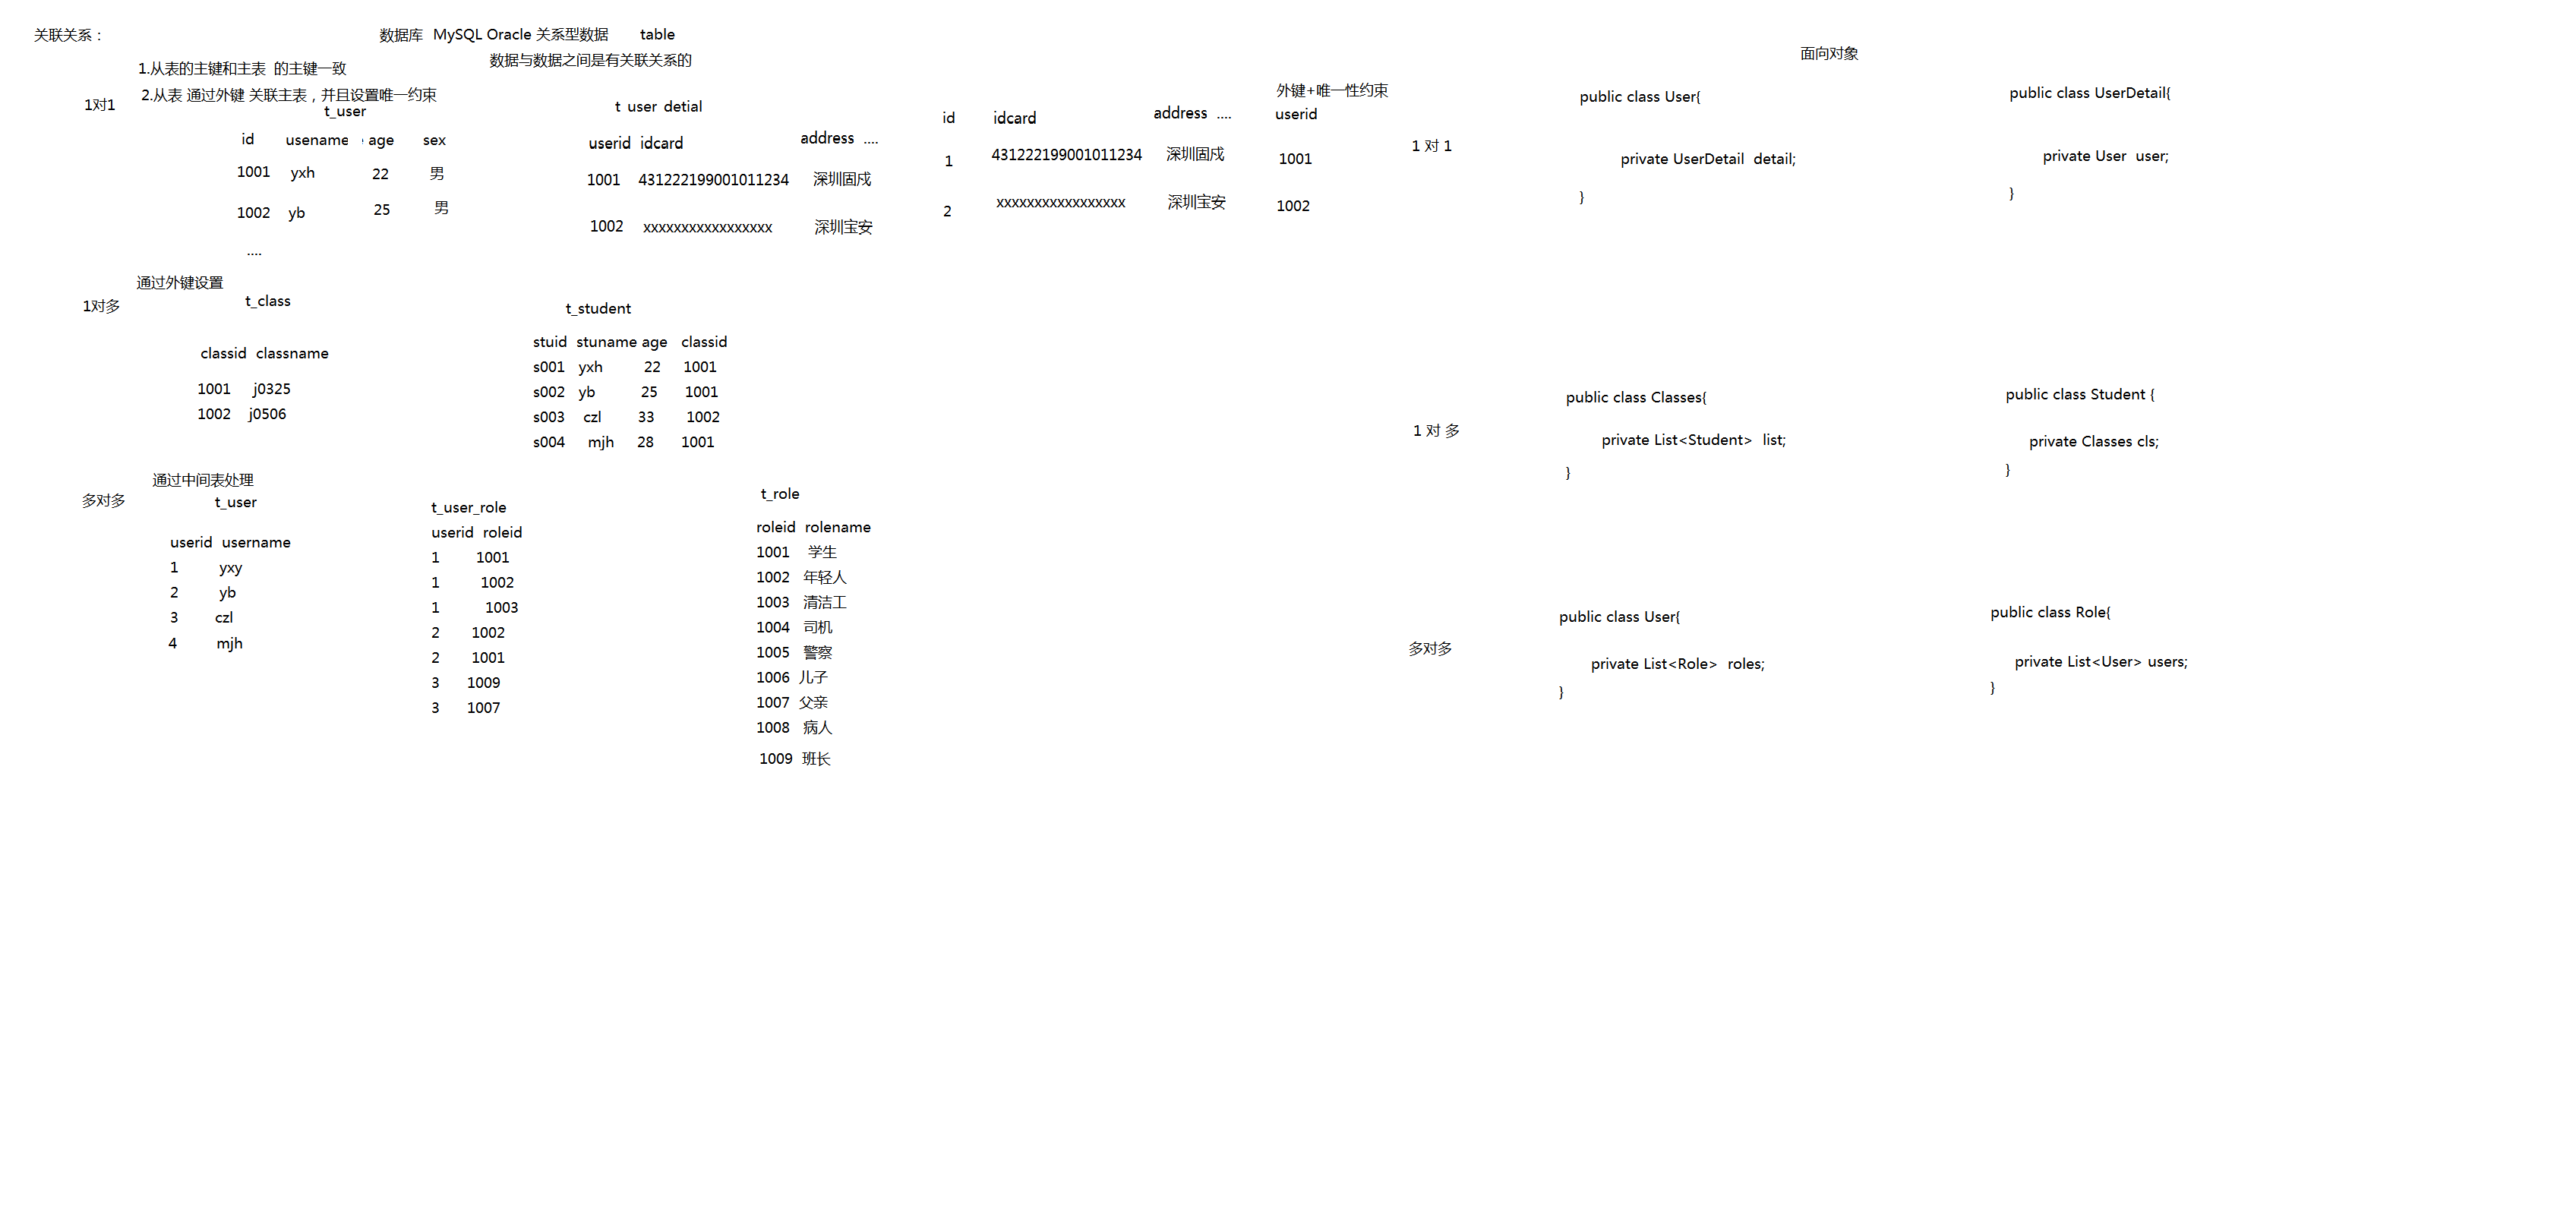 关联关系：
数据库 MySQL Oracle 关系型数据 table
数据与数据之间是有关联关系的
1对1
1.从表的主键和主表 的主键一致
2.从表 通过外键 关联主表，并且设置唯一约束
t_user
id usename age sex
1001 yxh 22 男
1002 yb 25 男
....
t_user_detial
userid idcard address ....
1001 431222199001011234 深圳固戍
1002 xxxxxxxxxxxxxxxxx 深圳宝安
外键+唯一性约束
id idcard address .... userid
1 431222199001011234 深圳固戍 1001
2 xxxxxxxxxxxxxxxxx 深圳宝安 1002
1对多
通过外键设置
t_class
classid classname
1001 j0325
1002 j0506
t_student
stuid stuname age classid
s001 yxh 22 1001
s002 yb 25 1001
s003 czl 33 1002
s004 mjh 28 1001
多对多
通过中间表处理
t_user
userid username
1 yxy
2 yb
3 czl
4 mjh
t_user_role
userid roleid
1 1001
1 1002
1 1003
2 1002
2 1001
3 1009
3 1007
t_role
roleid rolename
1001 学生
1002 年轻人
1003 清洁工
1004 司机
1005 警察
1006 儿子
1007 父亲
1008 病人
1009 班长
面向对象
1 对 1
public class User{
private UserDetail detail;
}
public class UserDetail{
private User user;
}
1 对 多
public class Classes{
private List<Student> list;
}
public class Student {
private Classes cls;
}
多对多
public class User{
private List<Role> roles;
}
public class Role{
private List<User> users;
}